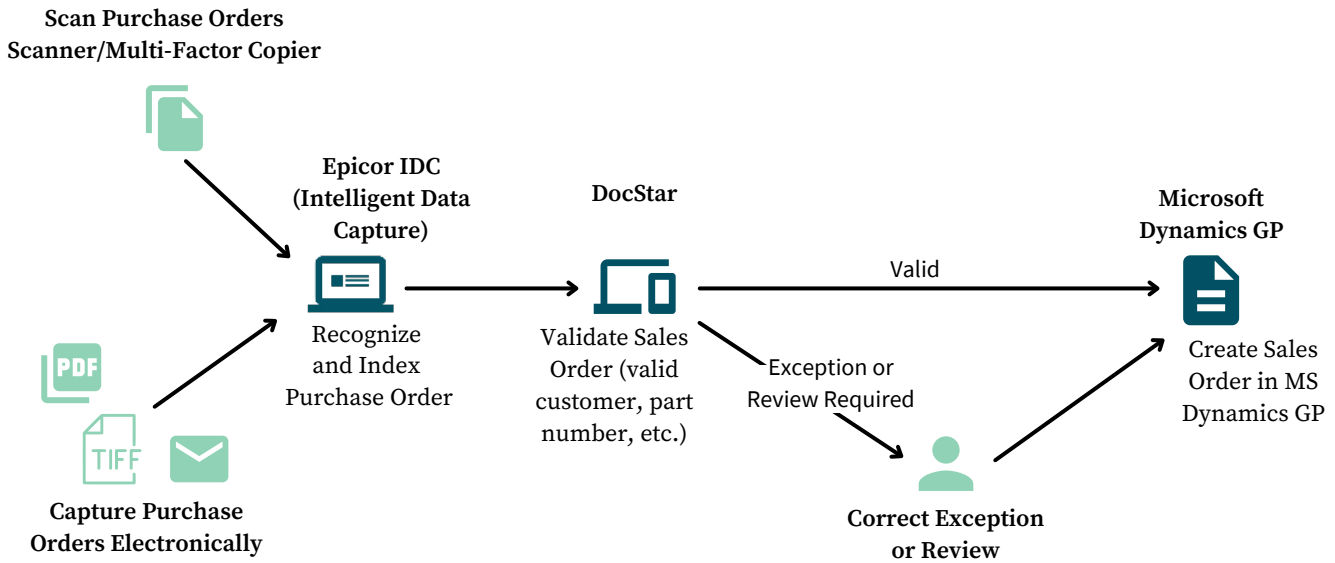 Scan Purchase Orders
Scanner/Multi-Factor Copier
Epicor IDC
(Intelligent Data
Capture)
Recognize
and Index
Purchase Order
PDF
TIFF
Capture Purchase
Orders Electronically
DocStar
Validate Sales
Order (valid
customer, part
number, etc.)
Valid
Exception or
Review Required
Correct Exception
or Review
Microsoft
Dynamics GP
Create Sales
Order in MS
Dynamics GP